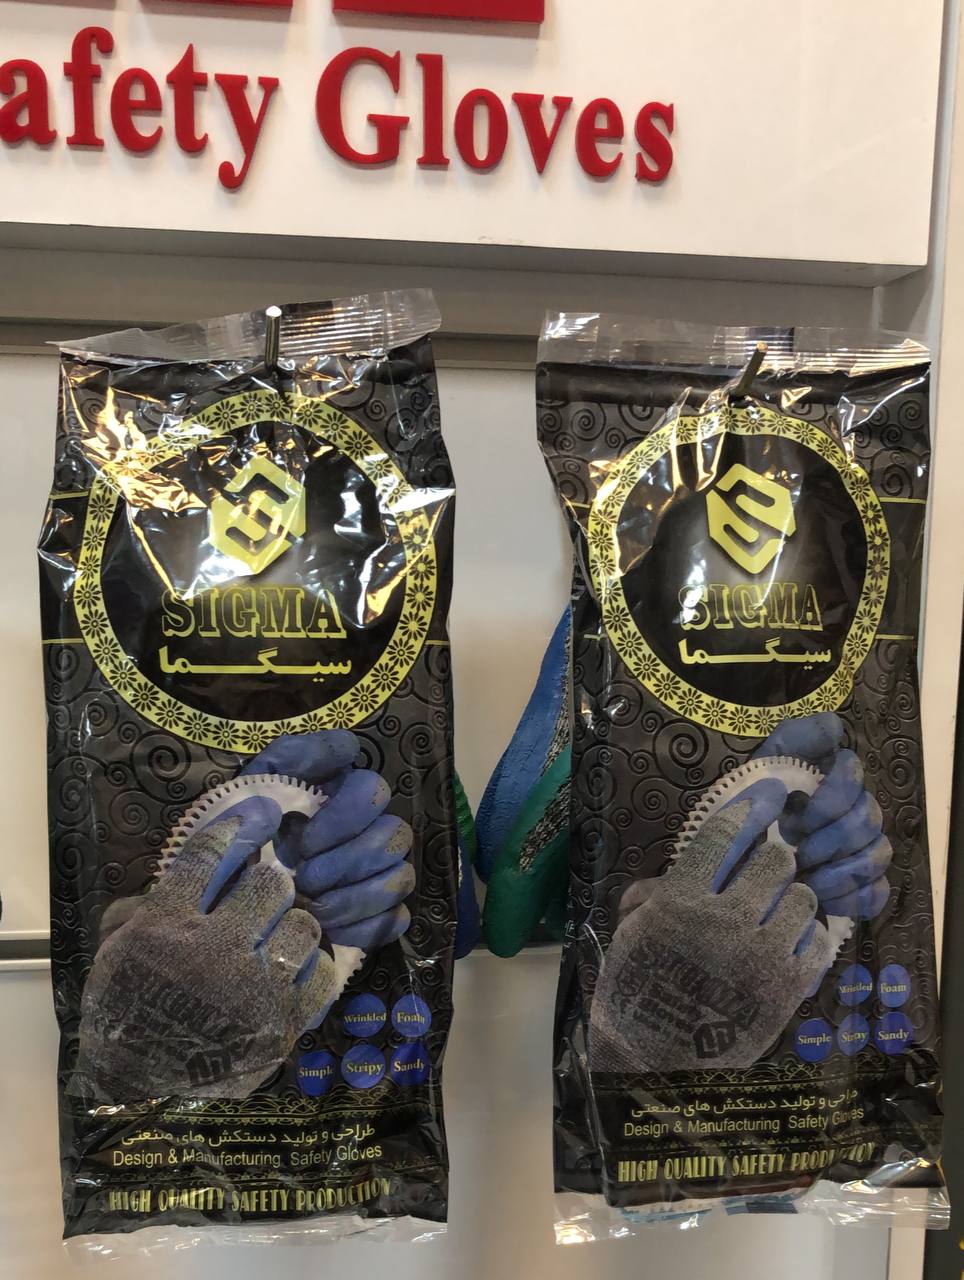 afety Gloves
SIGMA
سیگما
Wrinkled Foam
Simple Stripy Sandy
طراحی و تولید دستکش های صنعتی
Design & Manufacturing Safety Gloves
HIGH QUALITY SAFETY PRODUCTION
SIGMA
سیگما
Wrinkled Foam
Simple Stripy Sandy
طراحی و تولید دستکش های صنعتی
Design & Manufacturing Safety Gloves
HIGH QUALITY SAFETY PRODUCTION